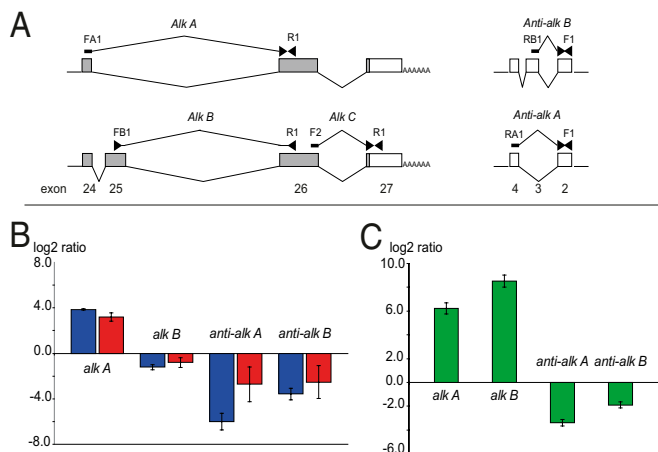 A
Alk A
Anti-alk B
FA1
R1
RB1
F1
AAAAAA
Alk B
Alk C
Anti-alk A
FB1
R1
F2
R1
RA1
F1
AAAAAA
exon
24
25
26
27
4
3
2
B
log2 ratio
8.0
4.0
0.0
-4.0
-8.0
alk A
alk B
anti-alk A
anti-alk B
C
log2 ratio
10.0
6.0
2.0
0.0
-2.0
-6.0
alk A
alk B
anti-alk A
anti-alk B